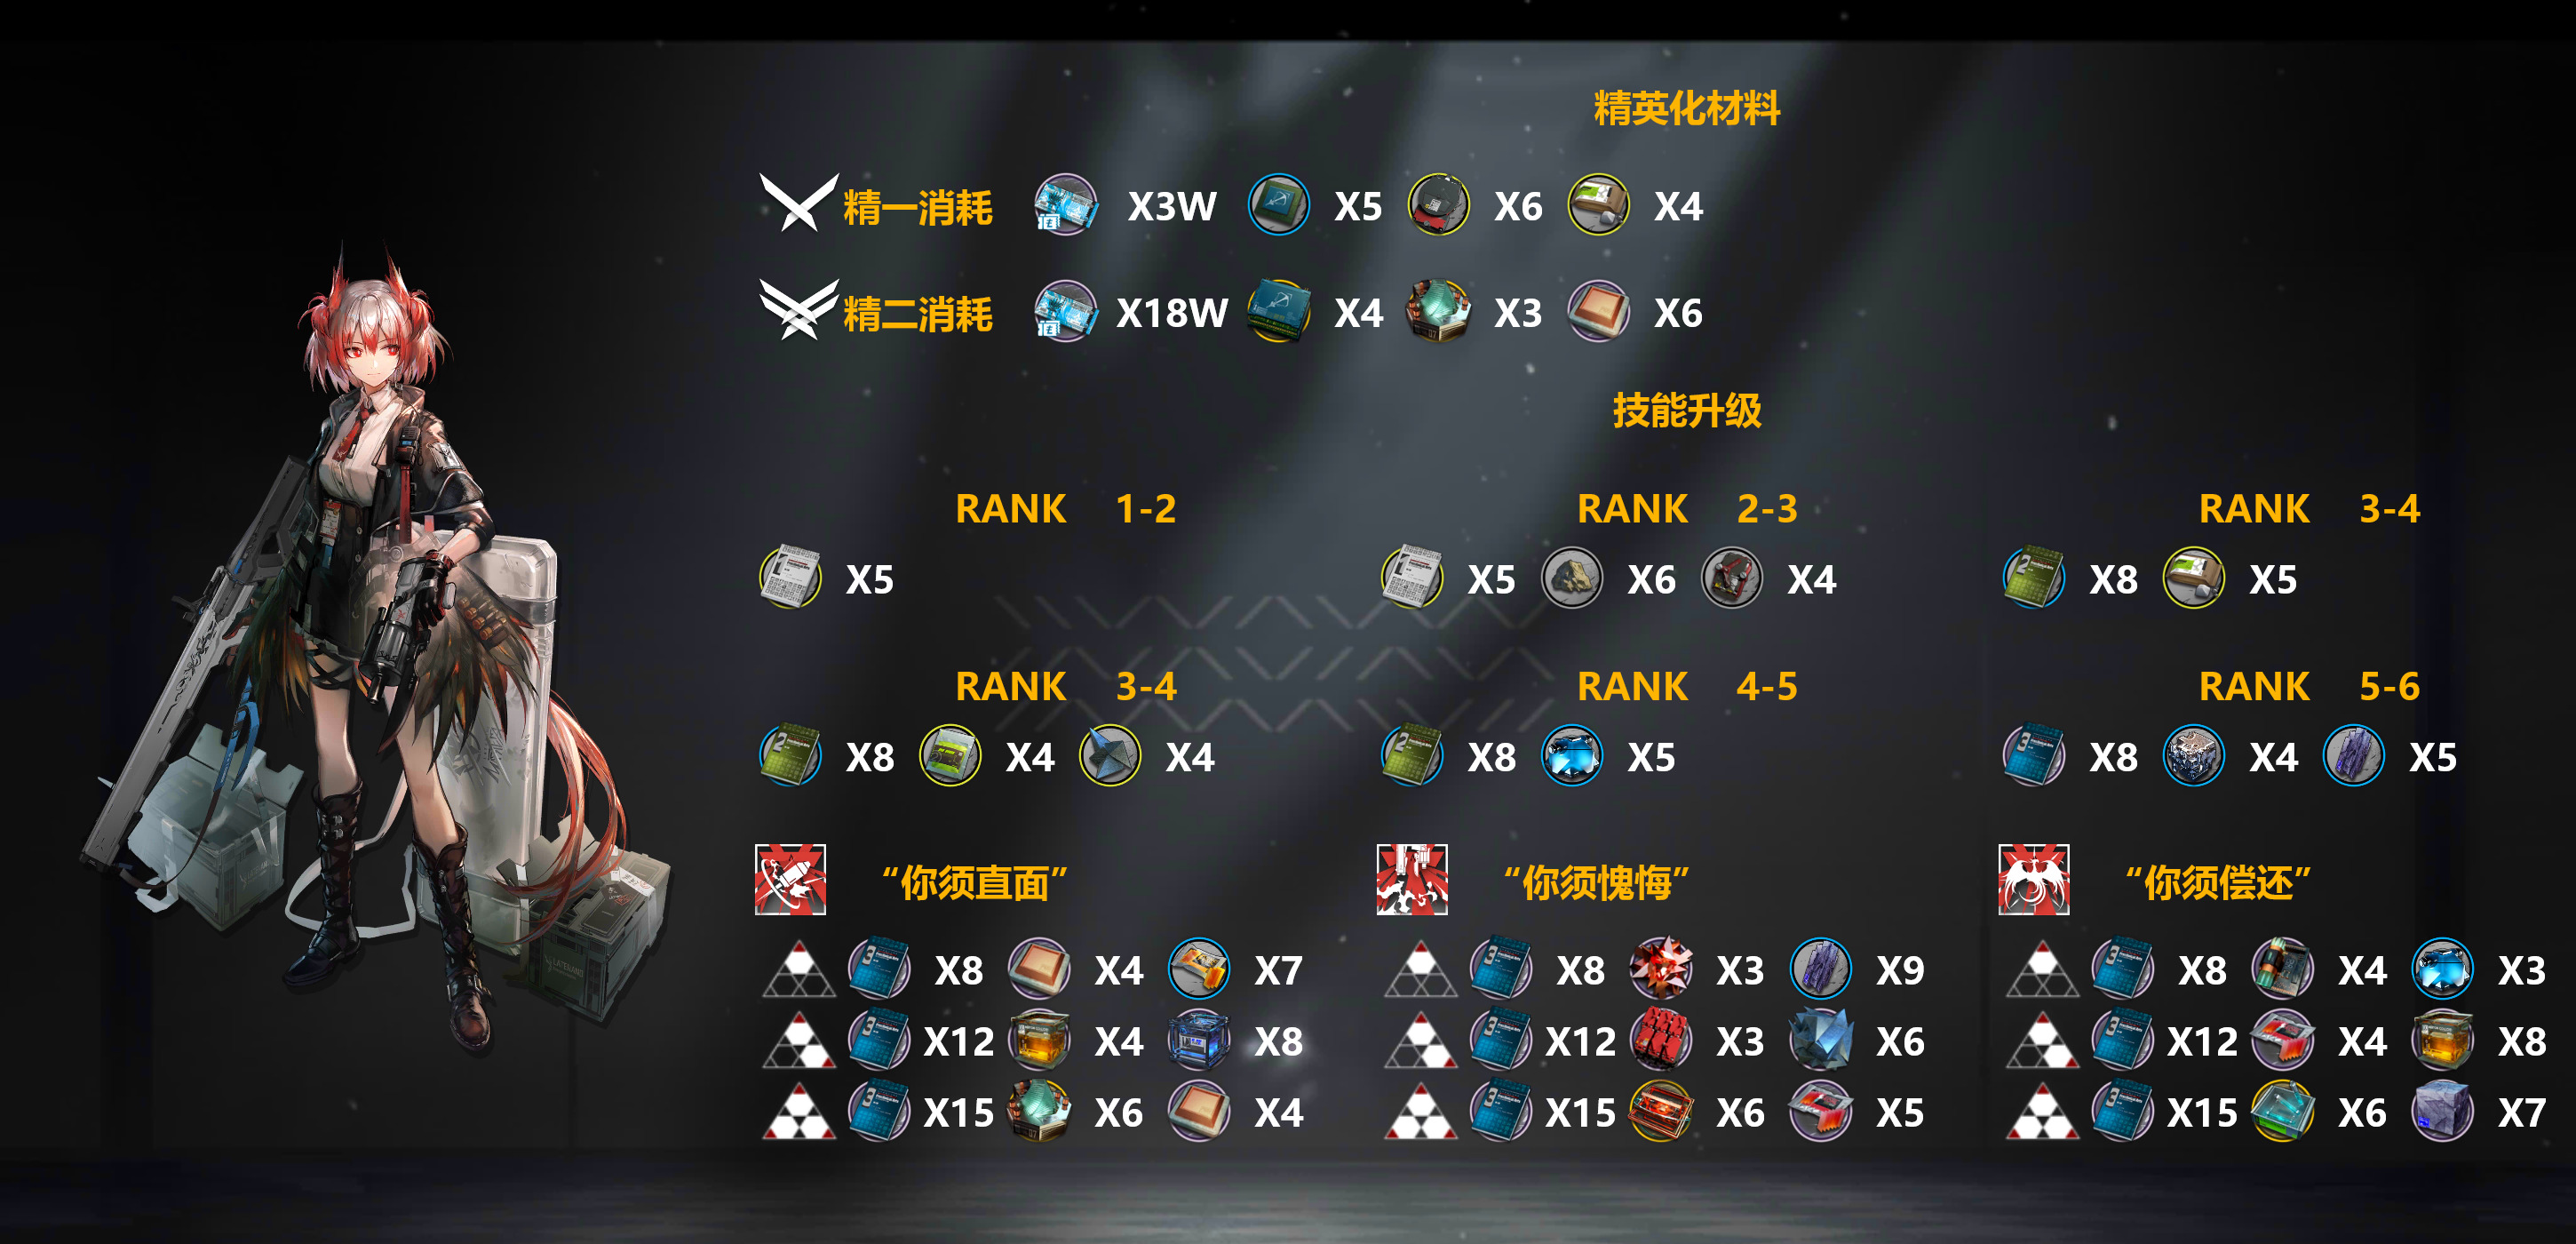 精英化材料
精一消耗 X3W X5 X6 X4
精二消耗 X18W X4 X3 X6
技能升级
RANK 1-2 RANK 2-3 RANK 3-4
X5 X5 X6 X4 X8 X5
RANK 3-4 RANK 4-5 RANK 5-6
X8 X4 X4 X8 X5 X8 X4 X5
“你须直面” “你须愧悔” “你须偿还”
X8 X4 X7 X8 X3 X9 X8 X4 X3
X12 X4 X8 X12 X3 X6 X12 X4 X8
X15 X6 X4 X15 X6 X5 X15 X6 X7
LATERANO